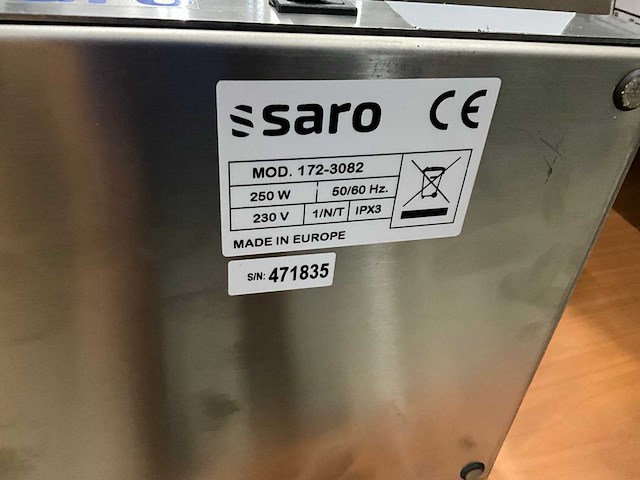 saro CE
MOD. 172-3082
250 W 50/60 Hz.
230 V 1/N/T IPX3
MADE IN EUROPE
S/N: 471835